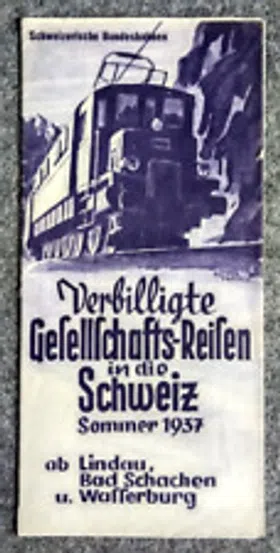 Schweizerische Bundesbahnen
Verbilligte
Geſellſchafts-Reiſen
in die
Schweiz
Sommer 1937
ab Lindau,
Bad Schachen
u. Waſſerburg